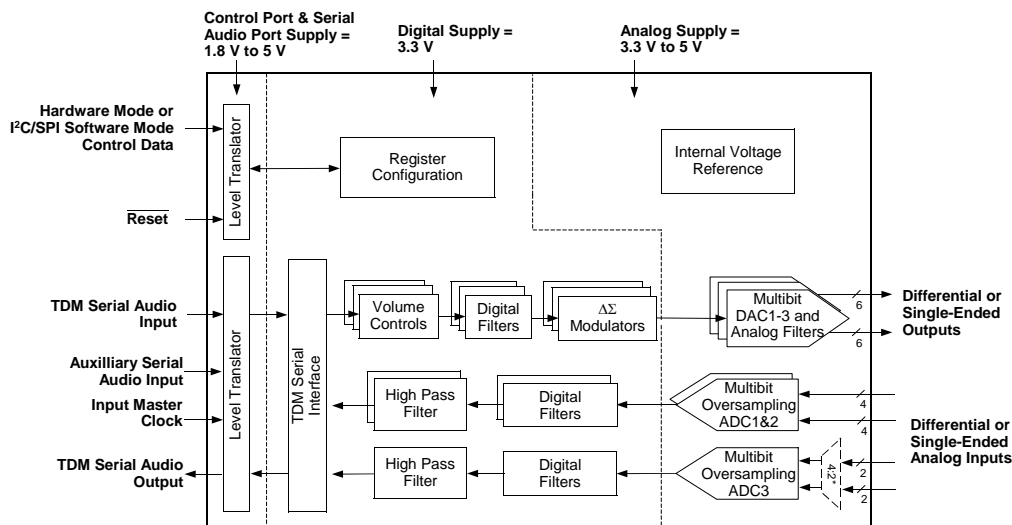 Control Port & Serial
Audio Port Supply =
1.8 V to 5 V
Digital Supply =
3.3 V
Analog Supply =
3.3 V to 5 V
Hardware Mode or
I²C/SPI Software Mode
Control Data
Reset
Level Translator
Register
Configuration
Internal Voltage
Reference
TDM Serial Audio
Input
Auxilliary Serial
Audio Input
Input Master
Clock
TDM Serial Audio
Output
Level Translator
TDM Serial
Interface
Volume
Controls
Digital
Filters
ΔΣ
Modulators
Multibit
DAC1-3 and
Analog Filters
6
6
Differential or
Single-Ended
Outputs
High Pass
Filter
Digital
Filters
Multibit
Oversampling
ADC1&2
4
4
Differential or
Single-Ended
Analog Inputs
High Pass
Filter
Digital
Filters
Multibit
Oversampling
ADC3
4:2*
2
2